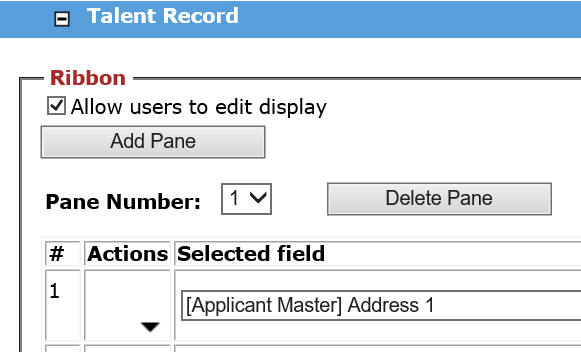 Talent Record
Ribbon
Allow users to edit display
Add Pane
Pane Number: 1 Delete Pane
# Actions Selected field
1
[Applicant Master] Address 1